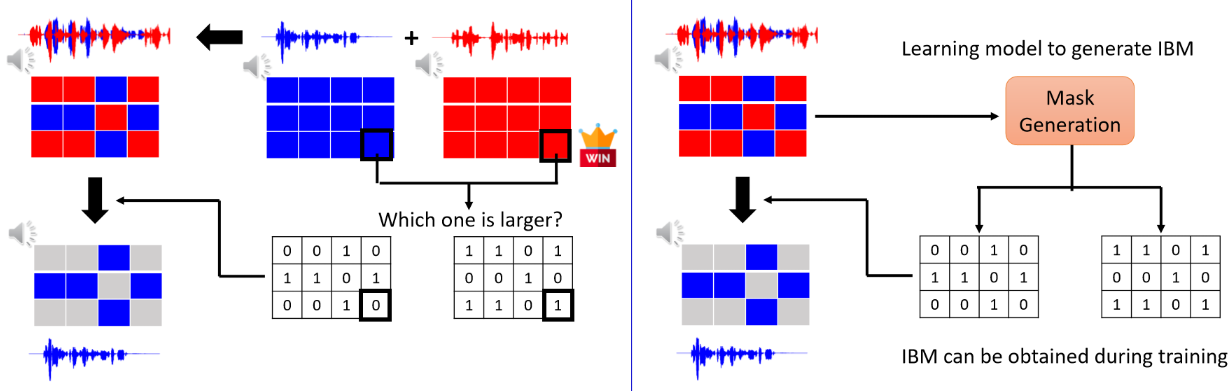 +
WIN
Which one is larger?
0 0 1 0
1 1 0 1
0 0 1 0
1 1 0 1
0 0 1 0
1 1 0 1
Learning model to generate IBM
Mask
Generation
0 0 1 0
1 1 0 1
0 0 1 0
1 1 0 1
0 0 1 0
1 1 0 1
IBM can be obtained during training